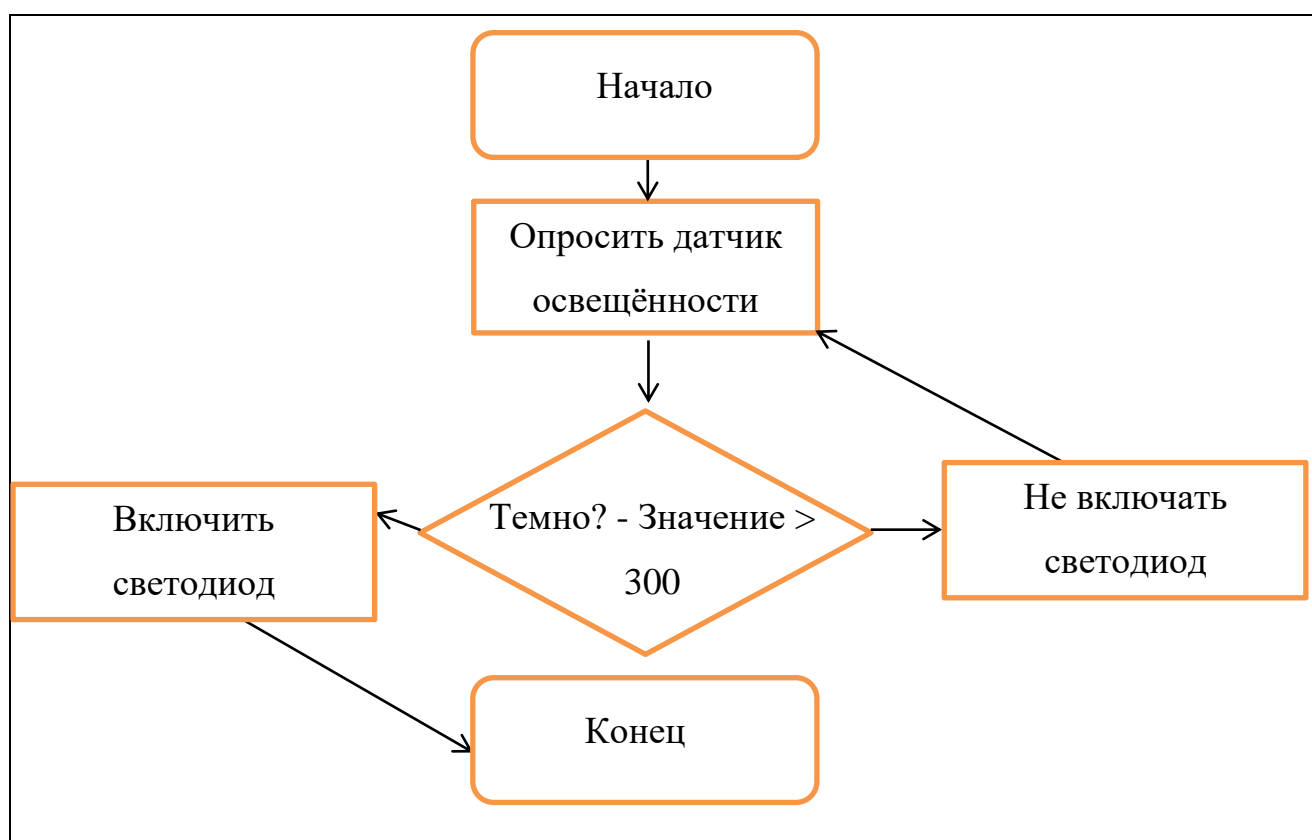 Начало
Опросить датчик
освещённости
Темно? - Значение >
300
Включить
светодиод
Не включать
светодиод
Конец